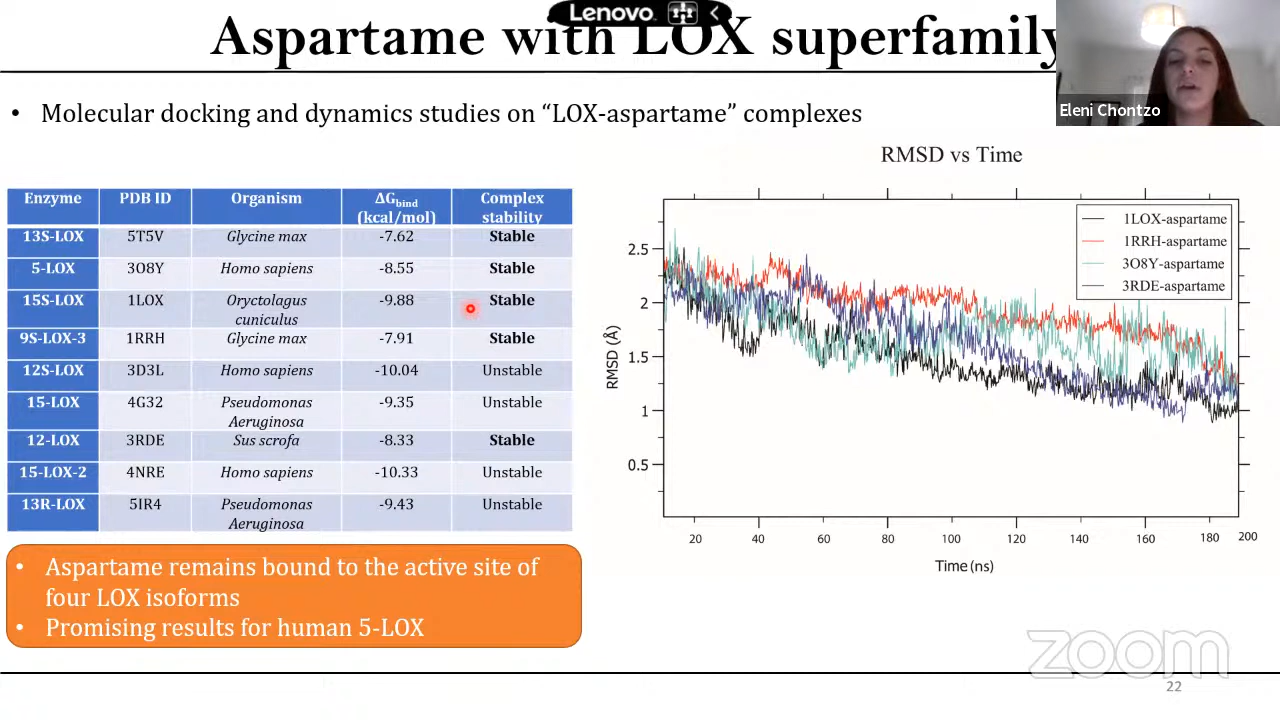 Lenovo
Aspartame with LOX superfamily
Eleni Chontzo
• Molecular docking and dynamics studies on “LOX-aspartame” complexes
Enzyme PDB ID Organism ΔGbind (kcal/mol) Complex stability
13S-LOX 5T5V Glycine max -7.62 Stable
5-LOX 3O8Y Homo sapiens -8.55 Stable
15S-LOX 1LOX Oryctolagus cuniculus -9.88 Stable
9S-LOX-3 1RRH Glycine max -7.91 Stable
12S-LOX 3D3L Homo sapiens -10.04 Unstable
15-LOX 4G32 Pseudomonas Aeruginosa -9.35 Unstable
12-LOX 3RDE Sus scrofa -8.33 Stable
15-LOX-2 4NRE Homo sapiens -10.33 Unstable
13R-LOX 5IR4 Pseudomonas Aeruginosa -9.43 Unstable
• Aspartame remains bound to the active site of
four LOX isoforms
• Promising results for human 5-LOX
RMSD vs Time
1LOX-aspartame
1RRH-aspartame
3O8Y-aspartame
3RDE-aspartame
RMSD (Å)
2.5
2
1.5
1
0.5
20 40 60 80 100 120 140 160 180 200
Time (ns)
zoom
22